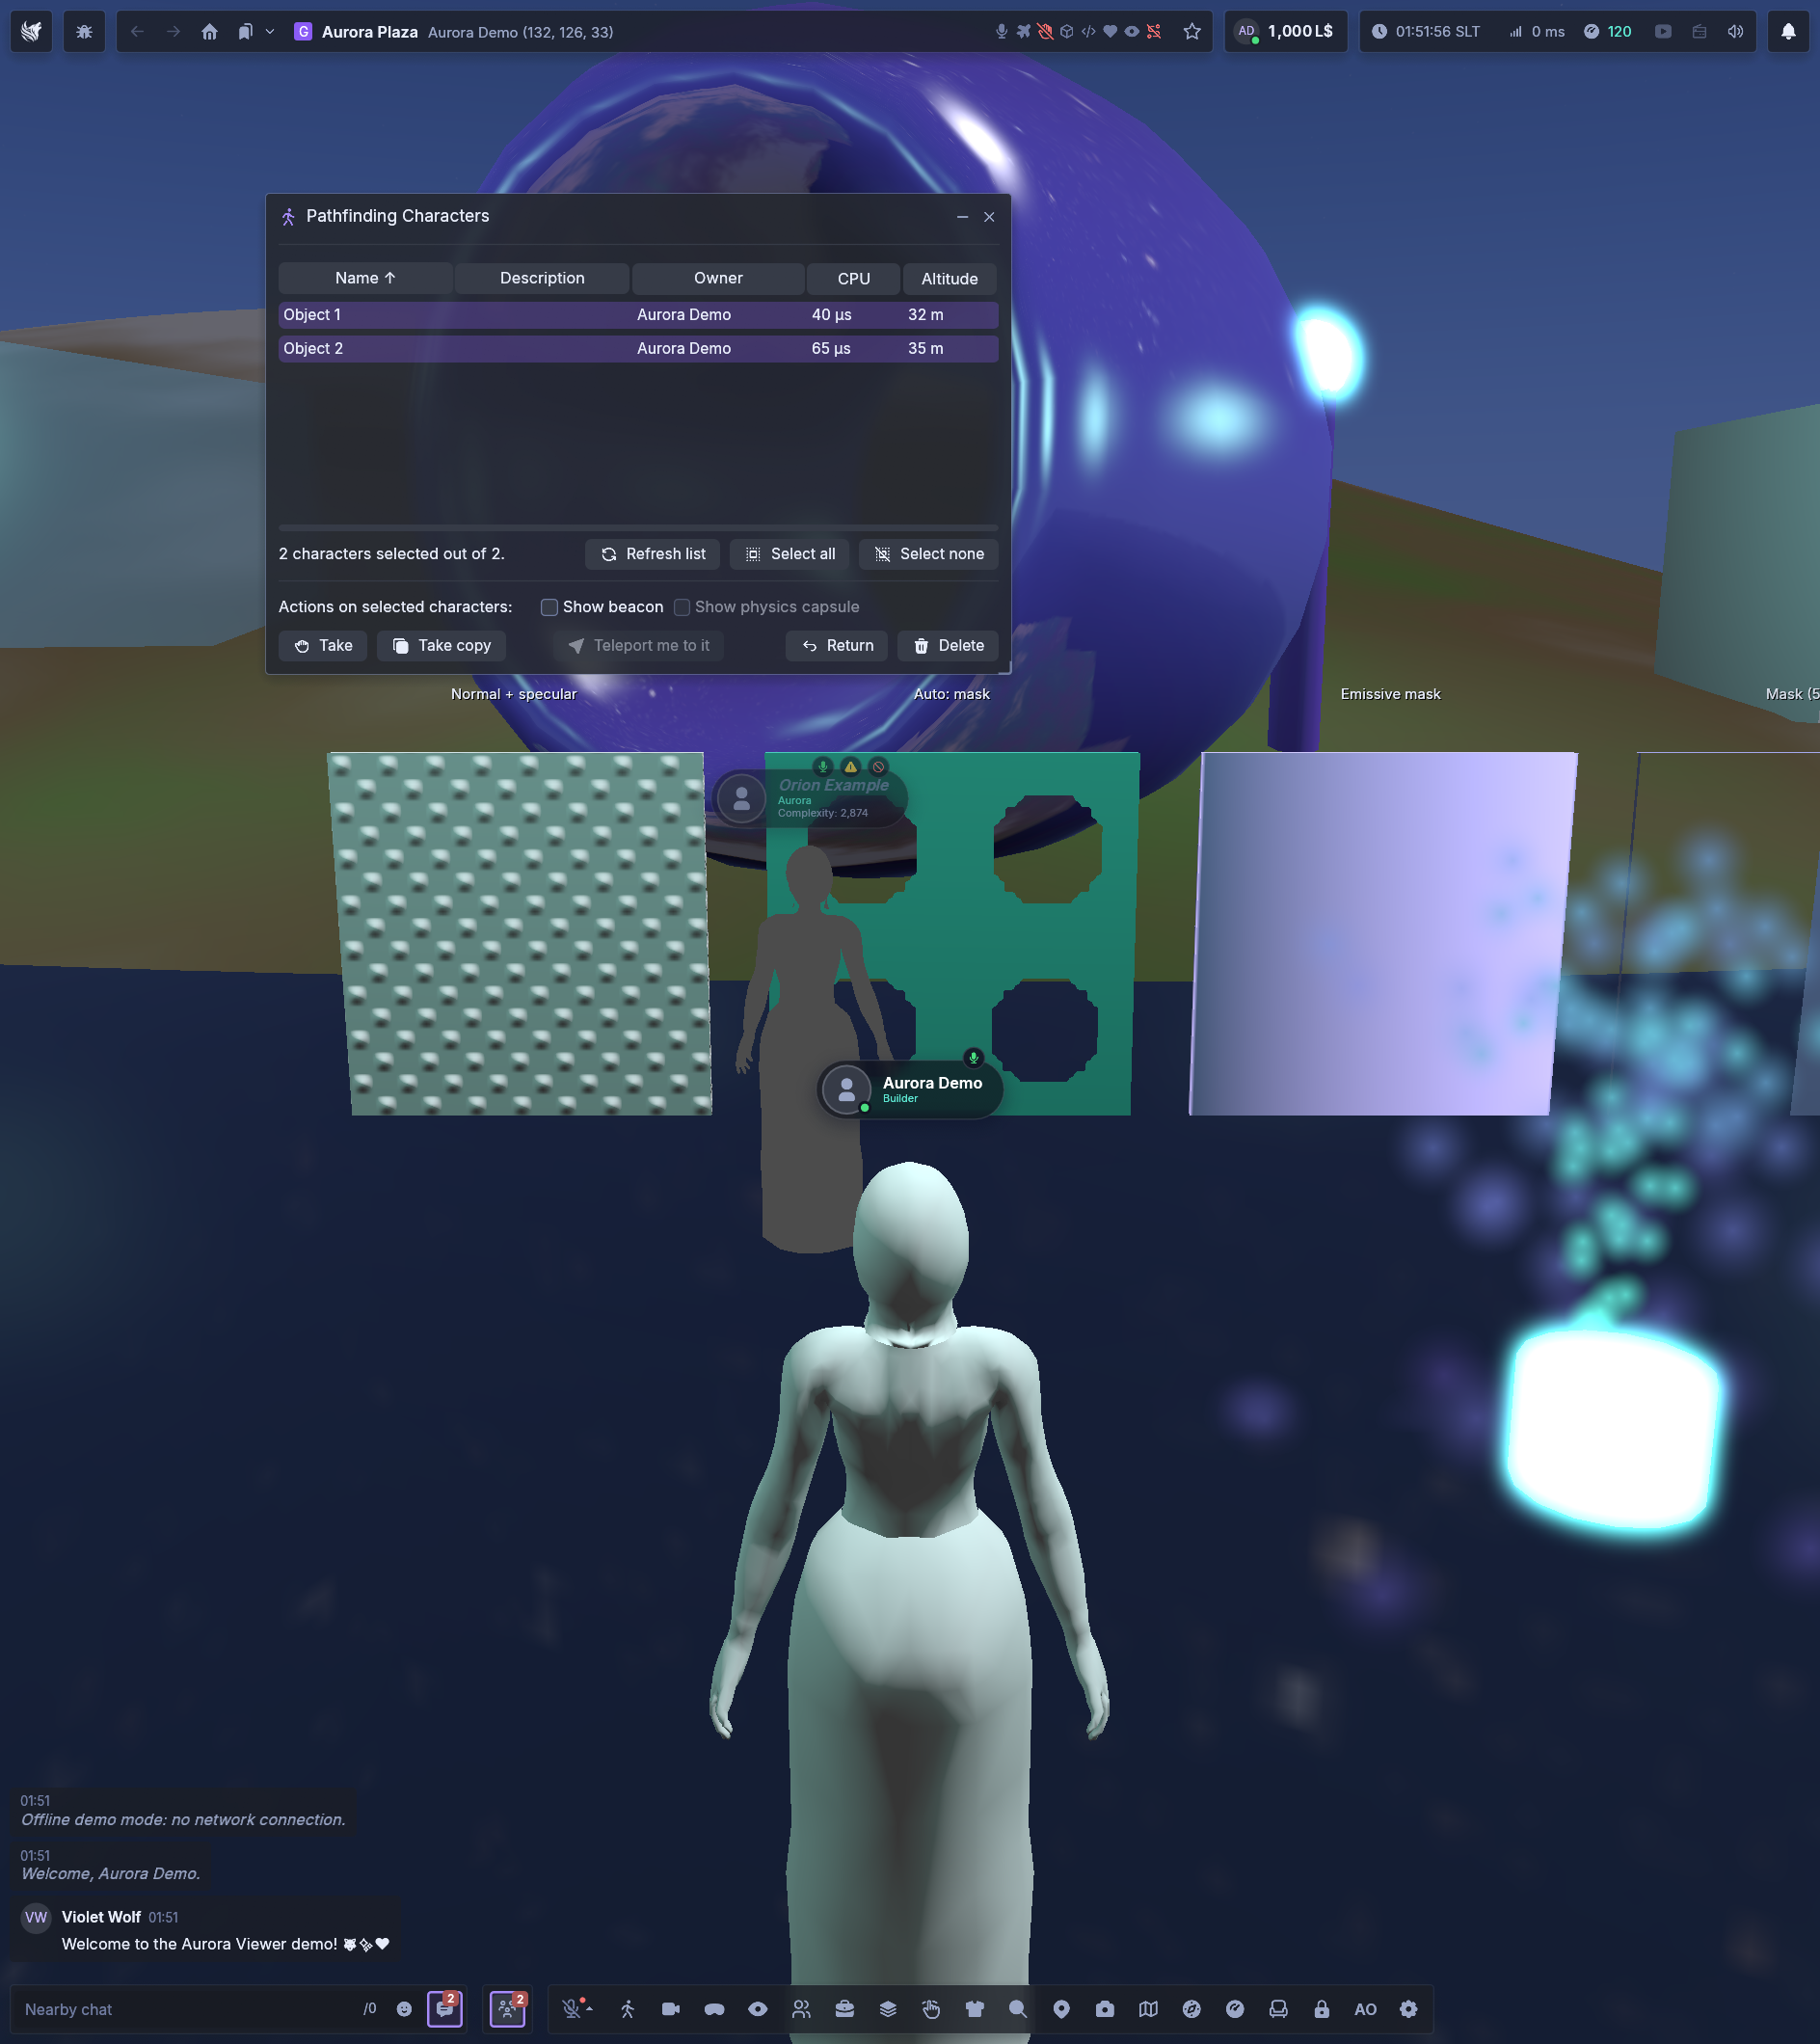 G Aurora Plaza Aurora Demo (132, 126, 33)
AD 1,000 L$
01:51:56 SLT 0 ms 120
Pathfinding Characters
Name ↑ Description Owner CPU Altitude
Object 1 Aurora Demo 40 µs 32 m
Object 2 Aurora Demo 65 µs 35 m
2 characters selected out of 2. Refresh list Select all Select none
Actions on selected characters: Show beacon Show physics capsule
Take Take copy Teleport me to it Return Delete
Normal + specular Auto: mask Emissive mask Mask (5
Orion Example
Aurora
Complexity: 2,874
Aurora Demo
Builder
01:51
Offline demo mode: no network connection.
01:51
Welcome, Aurora Demo.
VW Violet Wolf 01:51
Welcome to the Aurora Viewer demo!
Nearby chat /0 2 2 AO